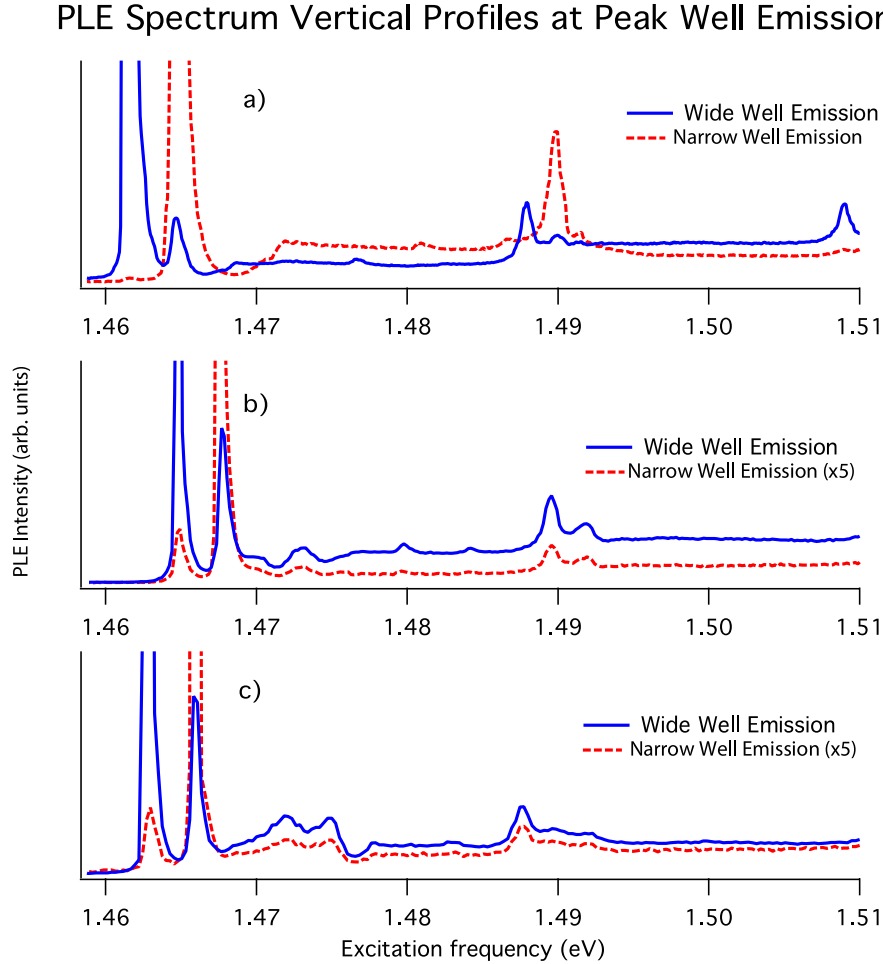 PLE Spectrum Vertical Profiles at Peak Well Emission
a)
Wide Well Emission
Narrow Well Emission
1.46 1.47 1.48 1.49 1.50 1.51
PLE Intensity (arb. units)
b)
Wide Well Emission
Narrow Well Emission (x5)
1.46 1.47 1.48 1.49 1.50 1.51
c)
Wide Well Emission
Narrow Well Emission (x5)
1.46 1.47 1.48 1.49 1.50 1.51
Excitation frequency (eV)